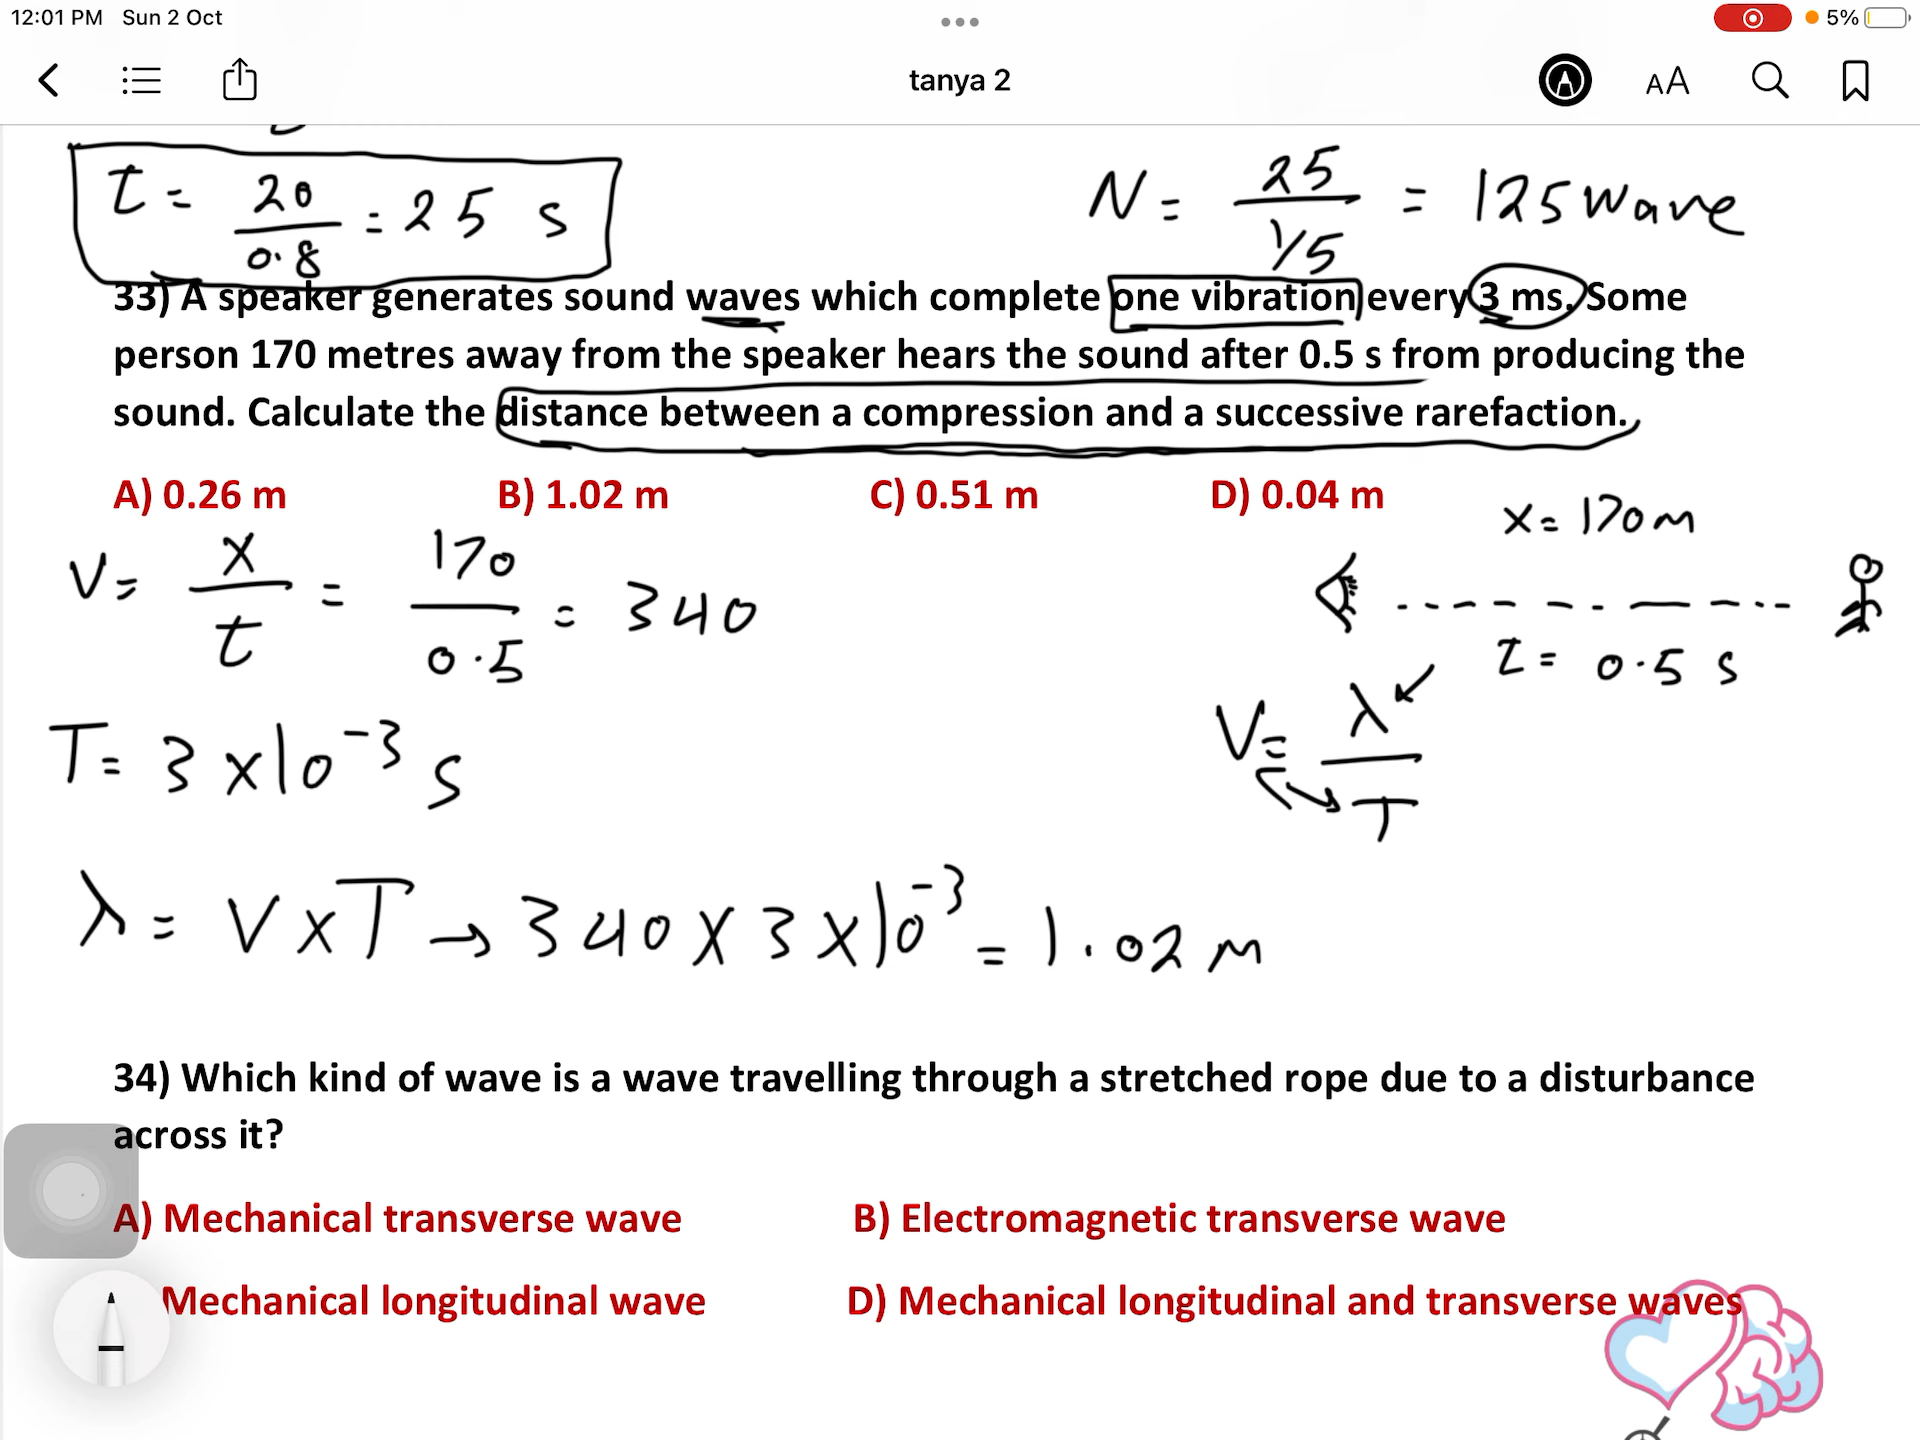 12:01 PM Sun 2 Oct
5%
tanya 2
AA
t = 20/0.8 = 25 s
N = 25/1/5 = 125 wave
33) A speaker generates sound waves which complete one vibration every 3 ms. Some
person 170 metres away from the speaker hears the sound after 0.5 s from producing the
sound. Calculate the distance between a compression and a successive rarefaction.
A) 0.26 m B) 1.02 m C) 0.51 m D) 0.04 m
x = 170 m
V = x/t = 170/0.5 = 340
t = 0.5 s
V = λ/T
T = 3 x 10^-3 s
λ = V x T → 340 x 3 x 10^-3 = 1.02 m
34) Which kind of wave is a wave travelling through a stretched rope due to a disturbance
across it?
A) Mechanical transverse wave B) Electromagnetic transverse wave
Mechanical longitudinal wave D) Mechanical longitudinal and transverse waves